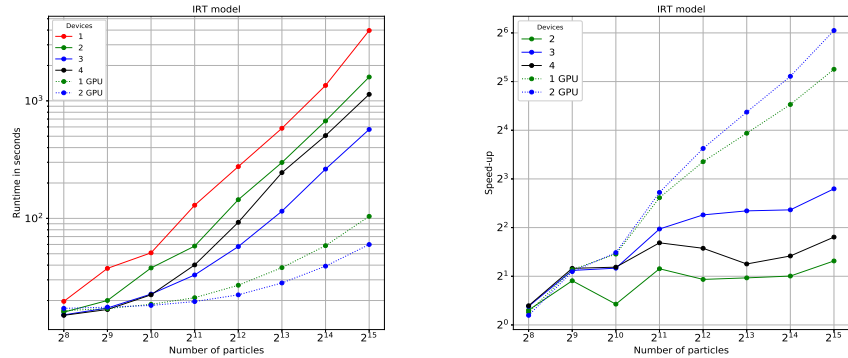 IRT model
Devices
1
2
3
4
1 GPU
2 GPU
10³
10²
Runtime in seconds
2⁸ 2⁹ 2¹⁰ 2¹¹ 2¹² 2¹³ 2¹⁴ 2¹⁵
Number of particles
IRT model
Devices
2
3
4
1 GPU
2 GPU
2⁶
2⁵
2⁴
2³
2²
2¹
2⁰
Speed-up
2⁸ 2⁹ 2¹⁰ 2¹¹ 2¹² 2¹³ 2¹⁴ 2¹⁵
Number of particles